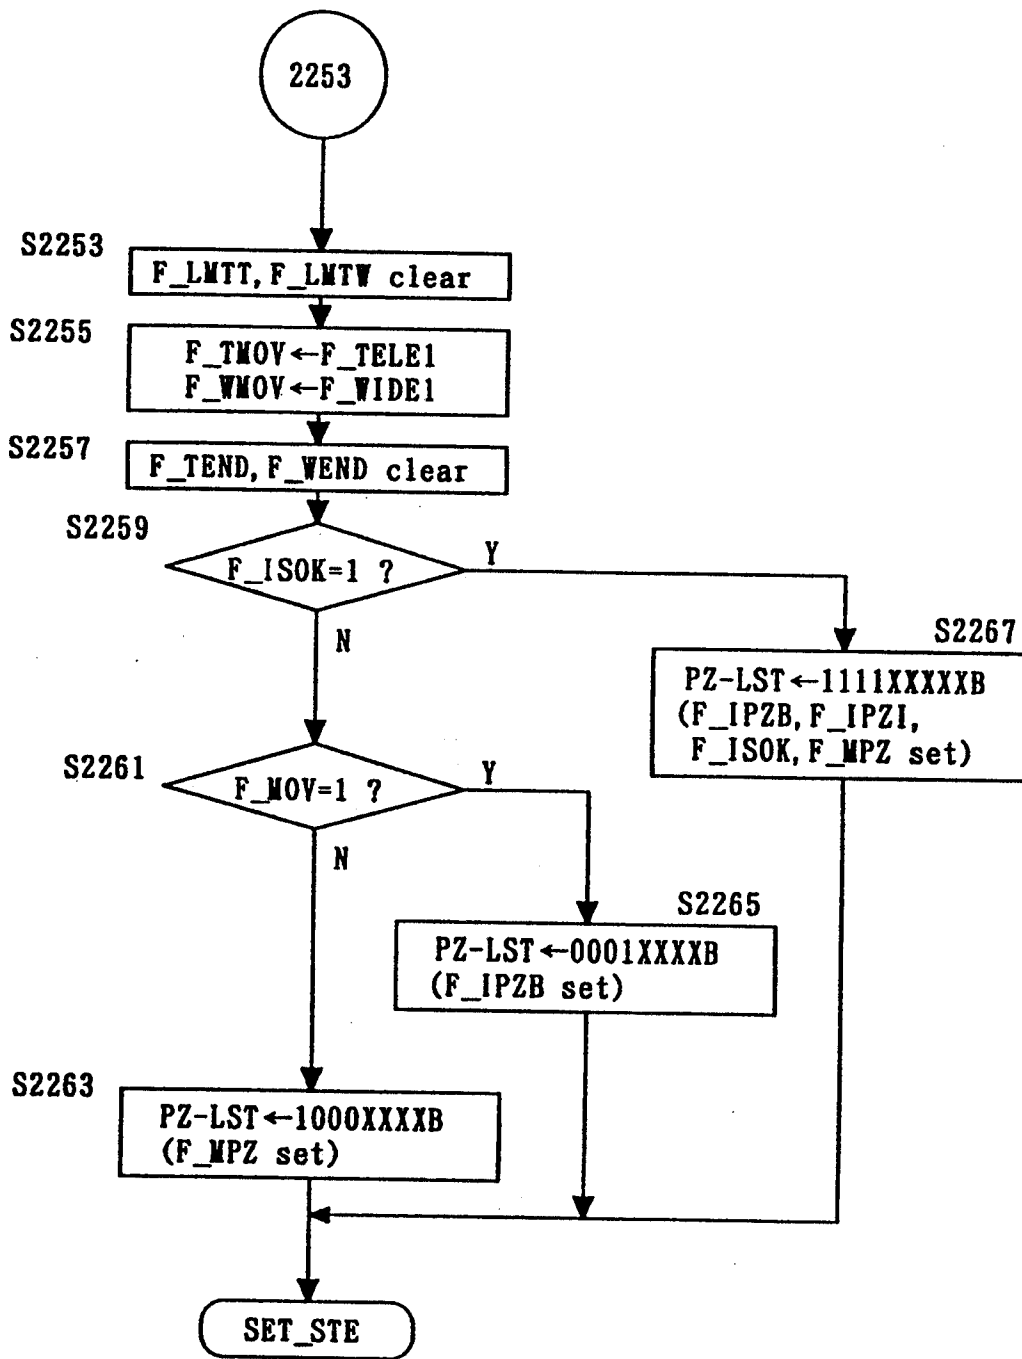 2253
S2253
F_LMTT, F_LMTW clear
S2255
F_TMOV←F_TELE1
F_WMOV←F_WIDE1
S2257
F_TEND, F_WEND clear
S2259
F_ISOK=1 ?
Y
N
S2267
PZ-LST←1111XXXXXB
(F_IPZB, F_IPZI,
F_ISOK, F_MPZ set)
S2261
F_MOV=1 ?
Y
N
S2265
PZ-LST←0001XXXXB
(F_IPZB set)
S2263
PZ-LST←1000XXXXB
(F_MPZ set)
SET_STE